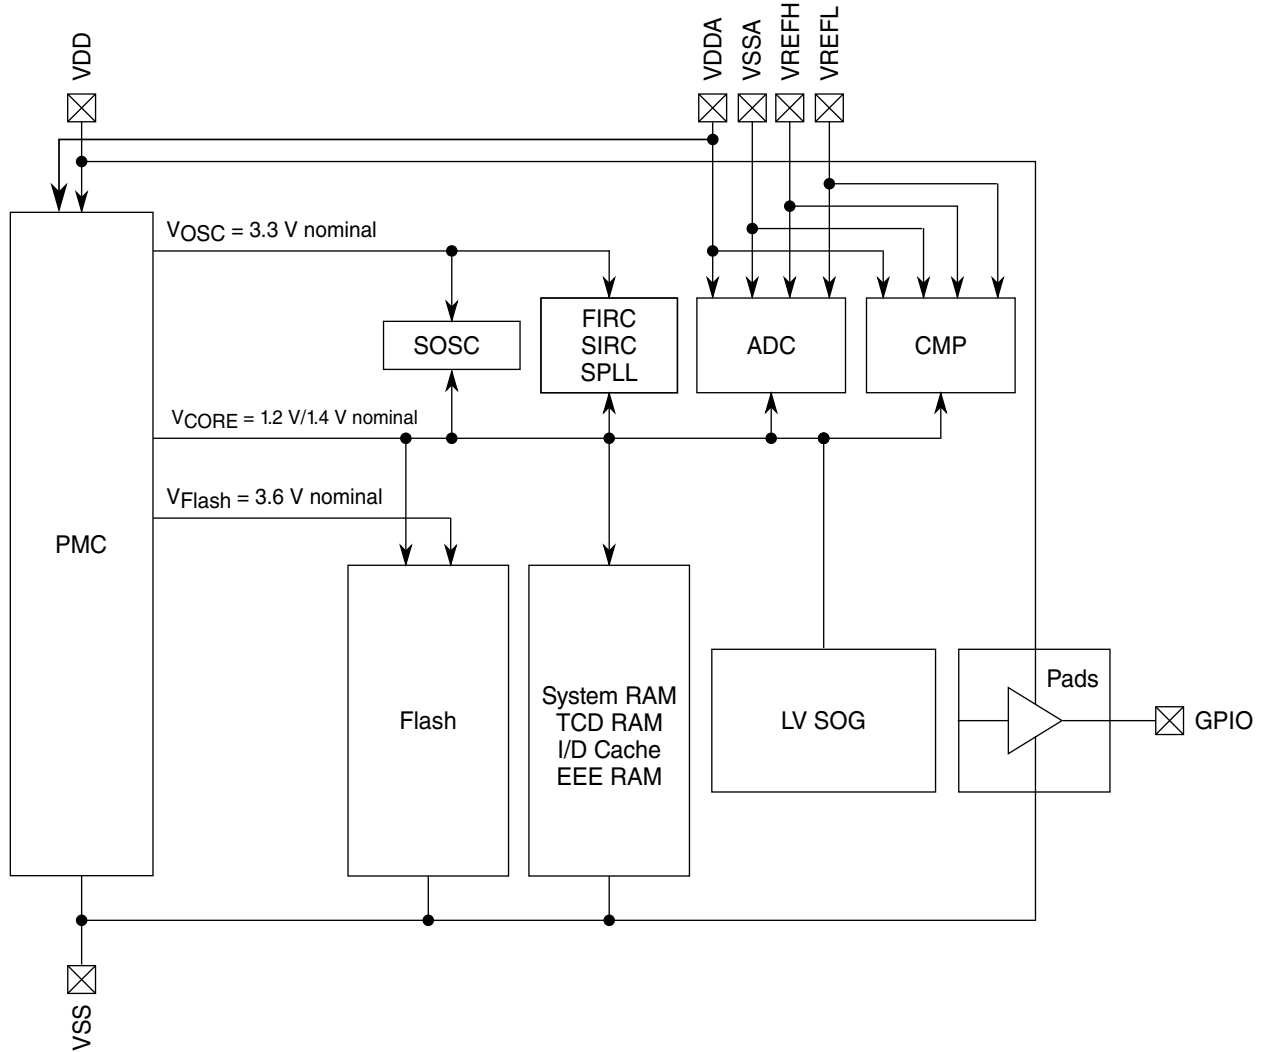 VDD
VDDA
VSSA
VREFH
VREFL
VOSC = 3.3 V nominal
FIRC
SIRC
SPLL
SOSC
ADC
CMP
VCORE = 1.2 V/1.4 V nominal
VFlash = 3.6 V nominal
PMC
Flash
System RAM
TCD RAM
I/D Cache
EEE RAM
LV SOG
Pads
GPIO
VSS